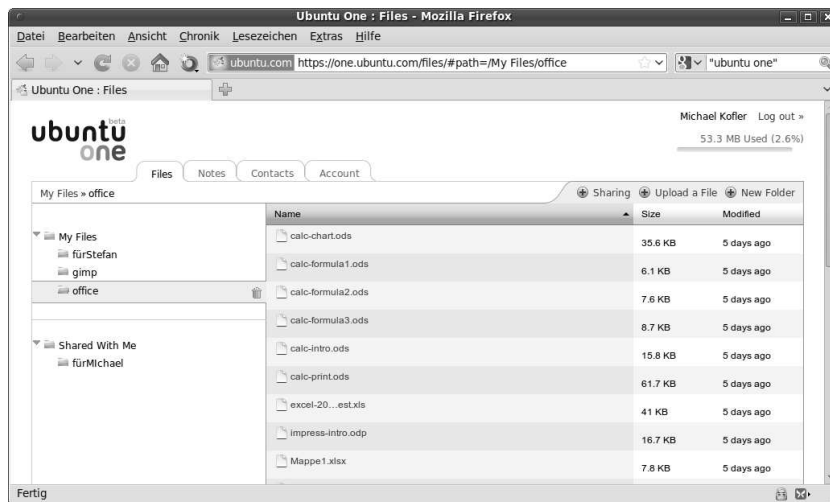 Ubuntu One : Files - Mozilla Firefox
Datei Bearbeiten Ansicht Chronik Lesezeichen Extras Hilfe
ubuntu.com https://one.ubuntu.com/files/#path=/My Files/office "ubuntu one"
Ubuntu One : Files
ubuntu beta one
Michael Kofler Log out »
53.3 MB Used (2.6%)
Files Notes Contacts Account
My Files » office Sharing Upload a File New Folder
Name Size Modified
My Files
fürStefan
gimp
office
Shared With Me
fürMIchael
calc-chart.ods 35.6 KB 5 days ago
calc-formula1.ods 6.1 KB 5 days ago
calc-formula2.ods 7.6 KB 5 days ago
calc-formula3.ods 8.7 KB 5 days ago
calc-intro.ods 15.8 KB 5 days ago
calc-print.ods 61.7 KB 5 days ago
excel-20...est.xls 41 KB 5 days ago
impress-intro.odp 16.7 KB 5 days ago
Mappe1.xlsx 7.8 KB 5 days ago
Fertig